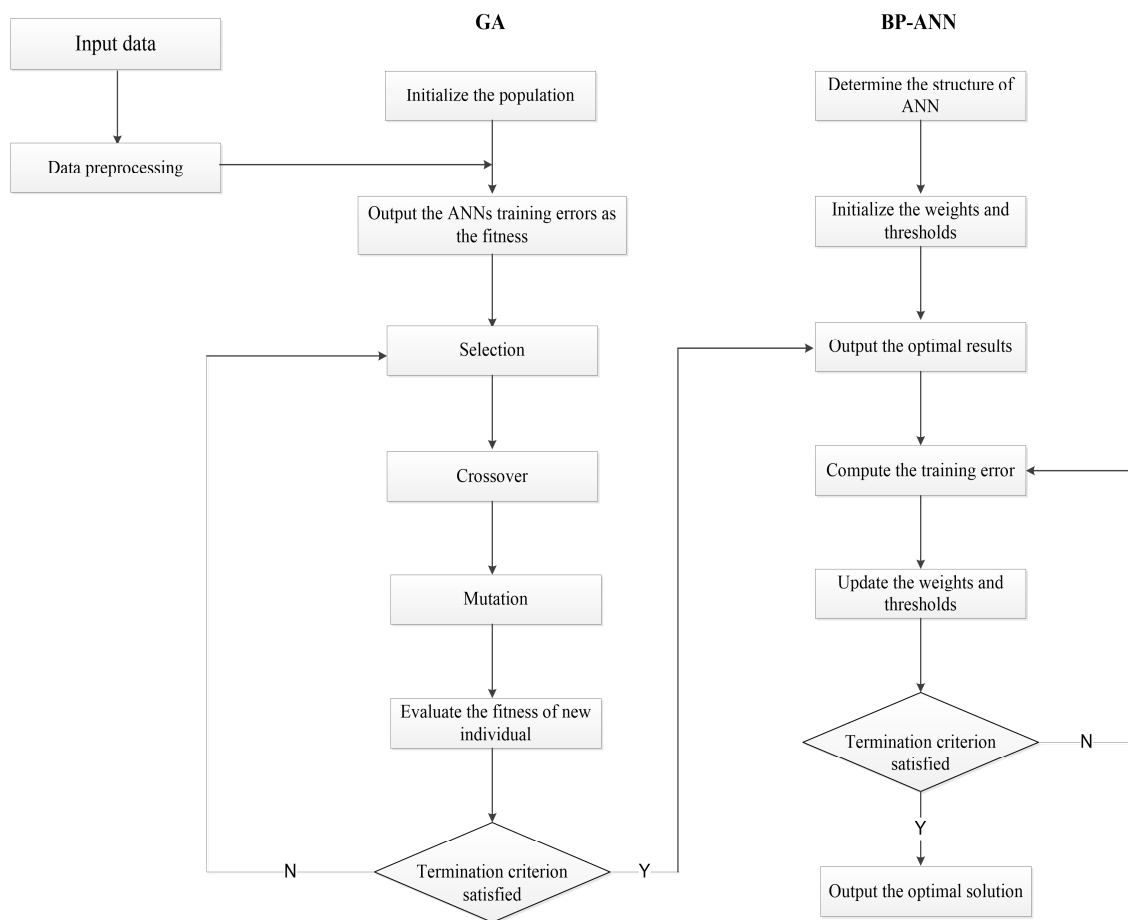 GA
BP-ANN
Input data
Data preprocessing
Initialize the population
Output the ANNs training errors as
the fitness
Selection
Crossover
Mutation
Evaluate the fitness of new
individual
Termination criterion
satisfied
N
Y
Determine the structure of
ANN
Initialize the weights and
thresholds
Output the optimal results
Compute the training error
Update the weights and
thresholds
Termination criterion
satisfied
N
Y
Output the optimal solution